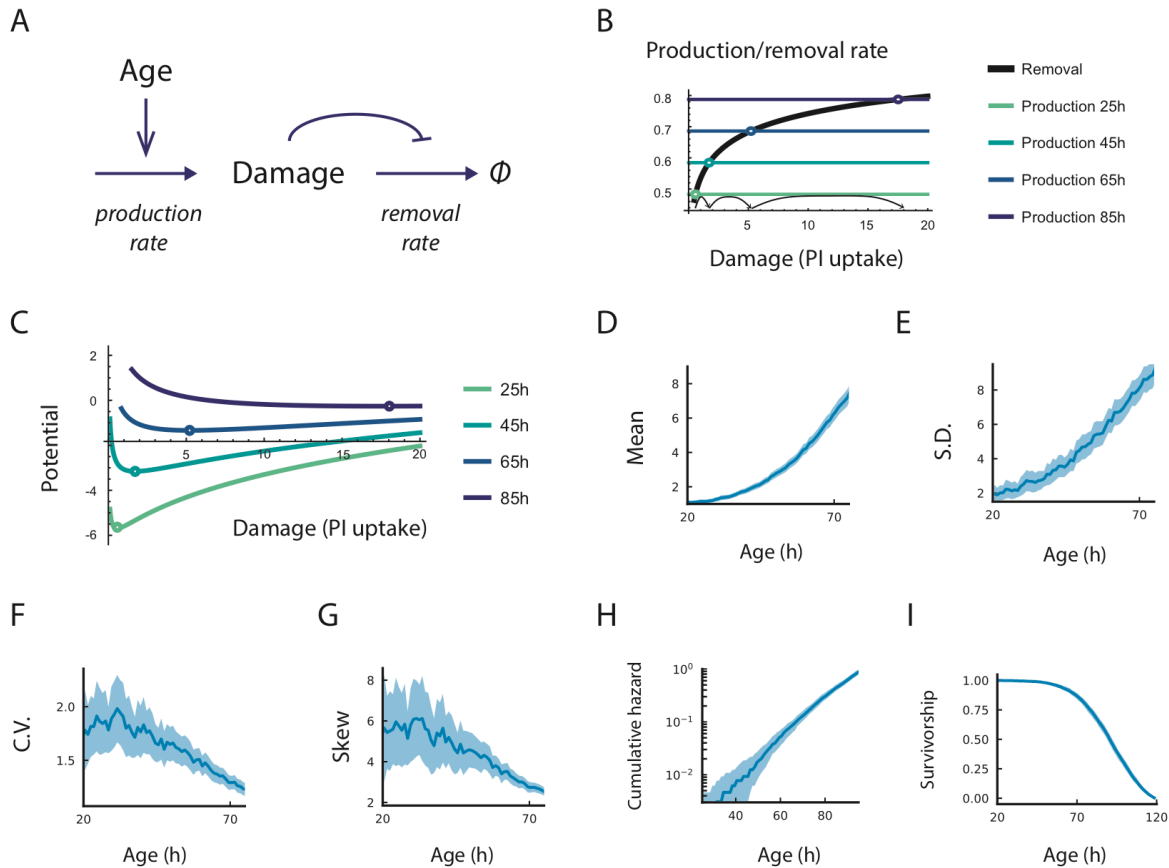 A
Age
Damage
Φ
production
rate
removal
rate
B
Production/removal rate
0.8
0.7
0.6
0.5
0
5
10
15
20
Damage (PI uptake)
Removal
Production 25h
Production 45h
Production 65h
Production 85h
C
Potential
2
0
-4
-6
5
10
15
20
Damage (PI uptake)
25h
45h
65h
85h
D
Mean
8
6
4
2
20
70
Age (h)
E
S.D.
8
6
4
2
20
70
Age (h)
F
C.V.
2.0
1.5
20
70
Age (h)
G
Skew
8
6
4
2
20
70
Age (h)
H
Cumulative hazard
10⁰
10⁻¹
10⁻²
40
60
80
Age (h)
I
Survivorship
1.00
0.75
0.50
0.25
0.00
20
70
120
Age (h)